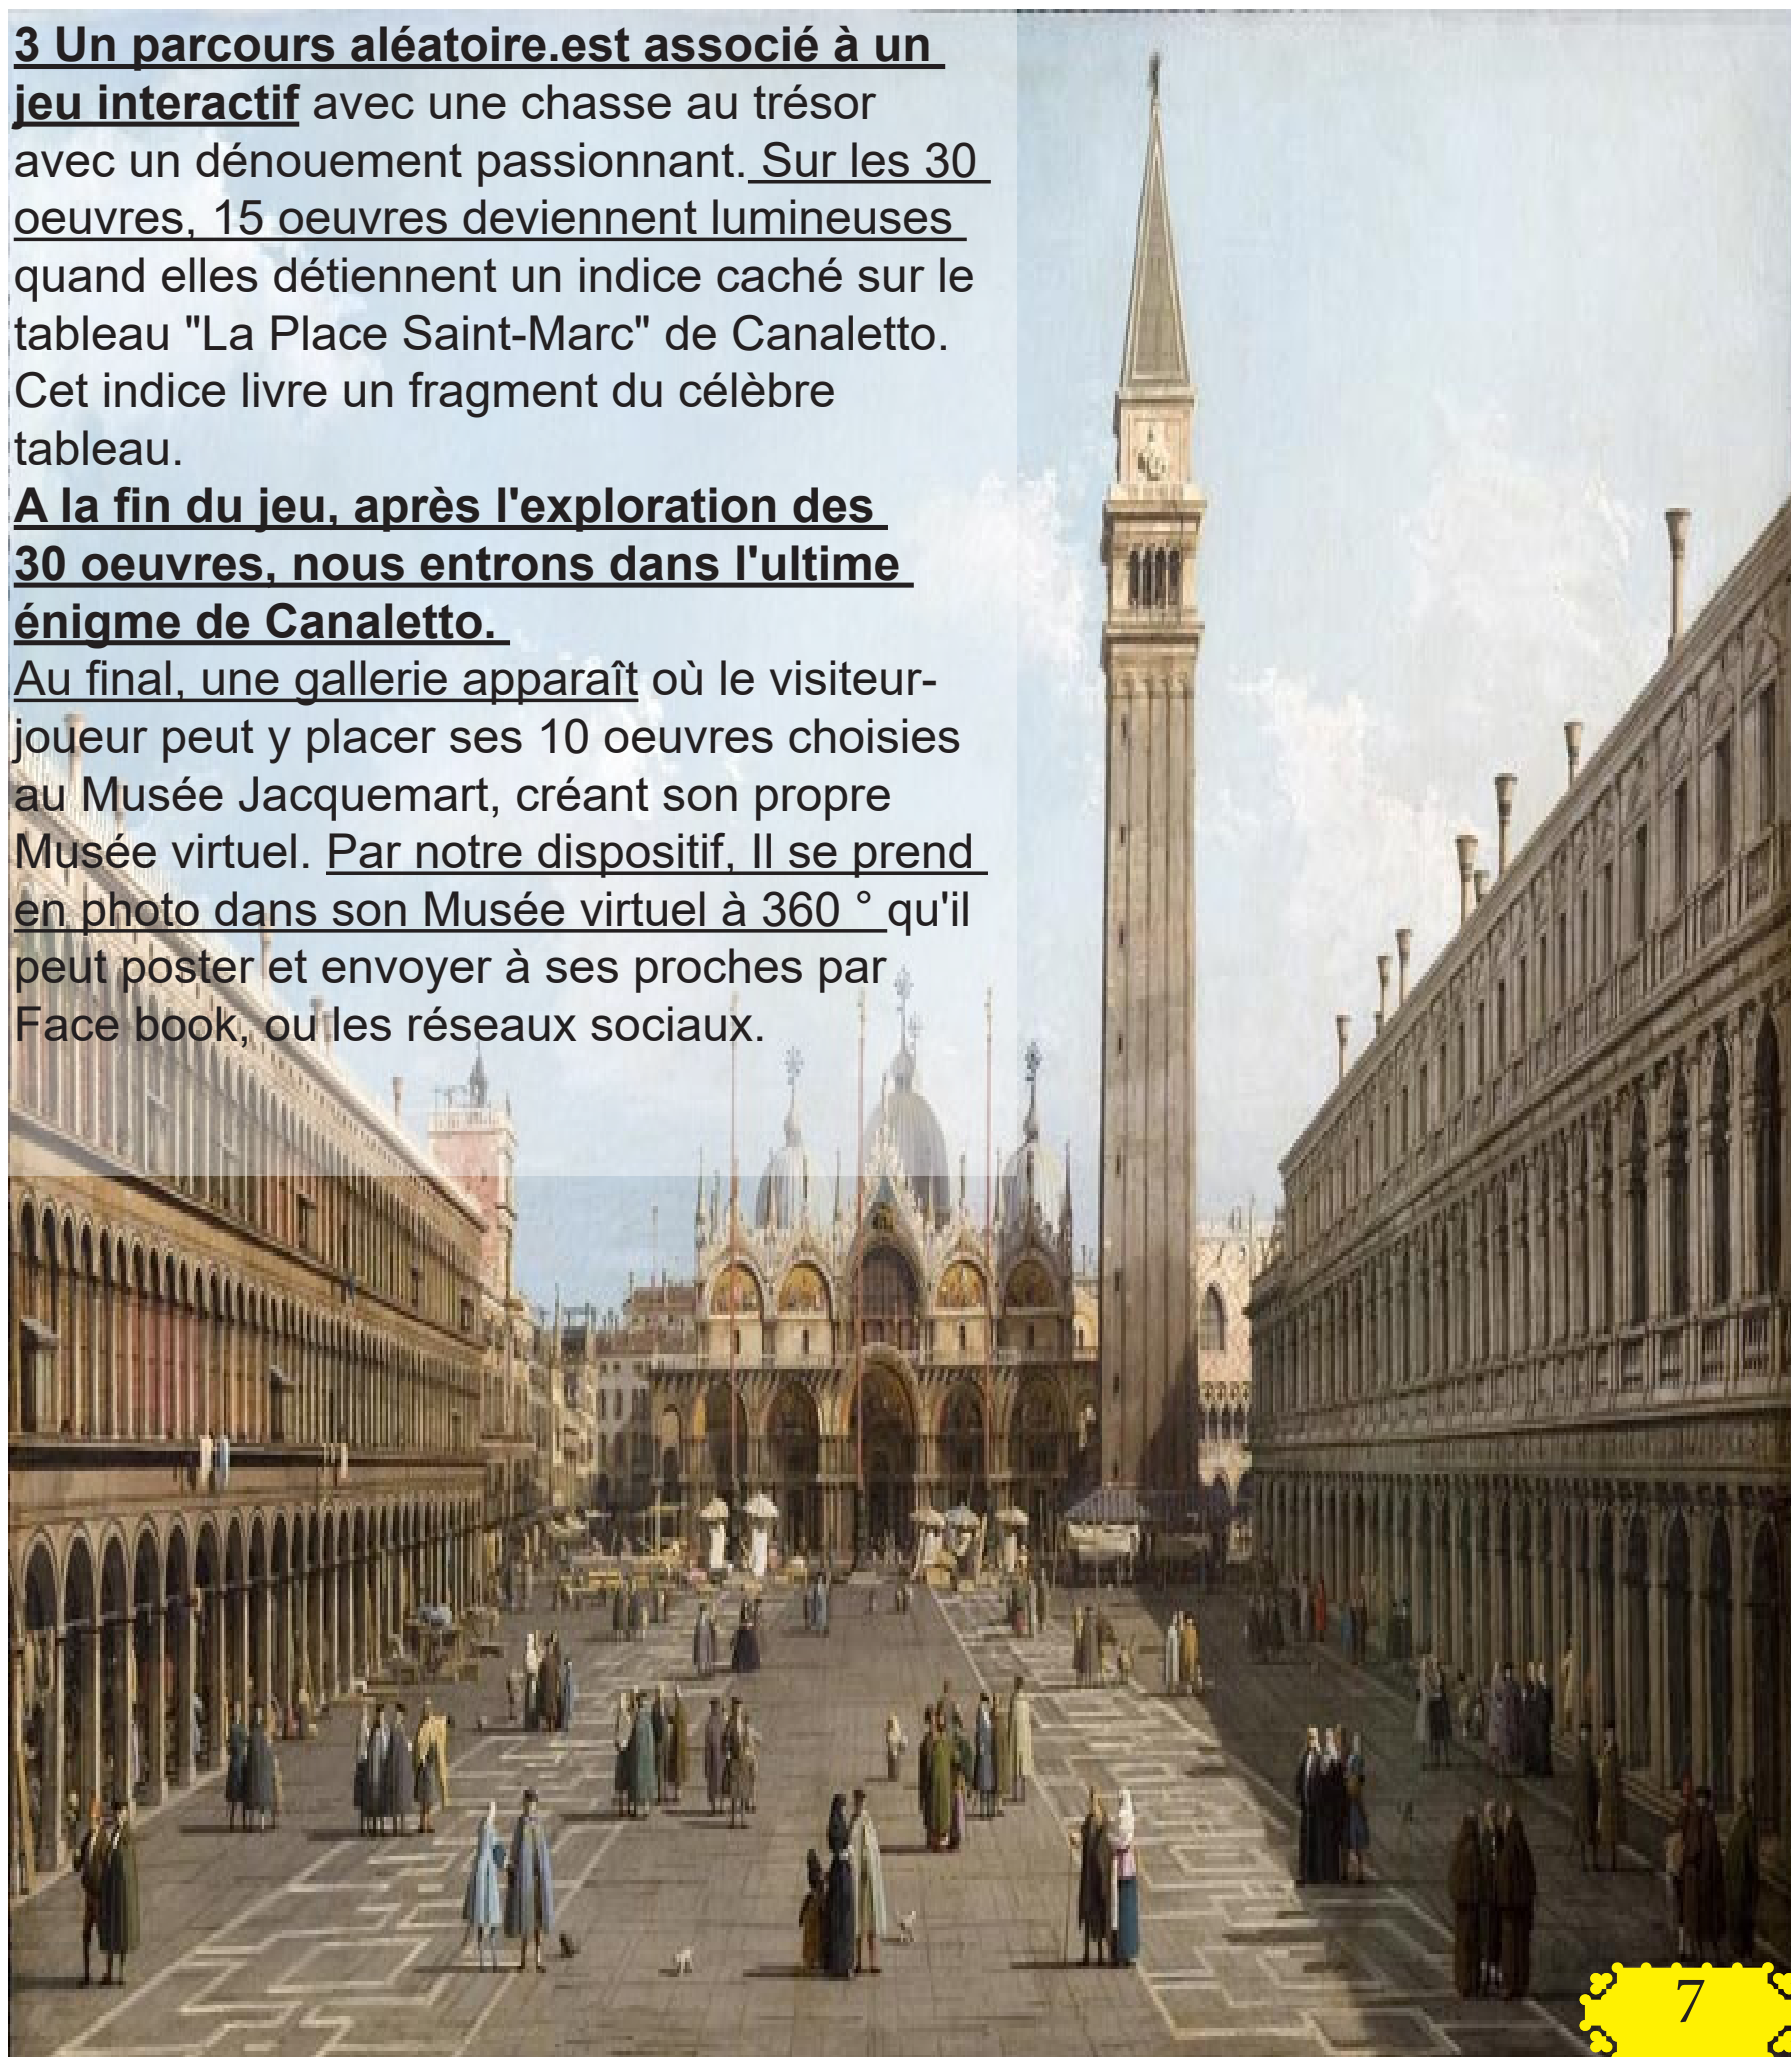 3 Un parcours aléatoire.est associé à un
jeu interactif avec une chasse au trésor
avec un dénouement passionnant. Sur les 30
oeuvres, 15 oeuvres deviennent lumineuses
quand elles détiennent un indice caché sur le
tableau "La Place Saint-Marc" de Canaletto.
Cet indice livre un fragment du célèbre
tableau.
A la fin du jeu, après l'exploration des
30 oeuvres, nous entrons dans l'ultime
énigme de Canaletto.
Au final, une gallerie apparaît où le visiteur-
joueur peut y placer ses 10 oeuvres choisies
au Musée Jacquemart, créant son propre
Musée virtuel. Par notre dispositif, Il se prend
en photo dans son Musée virtuel à 360 ° qu'il
peut poster et envoyer à ses proches par
Face book, ou les réseaux sociaux.
7